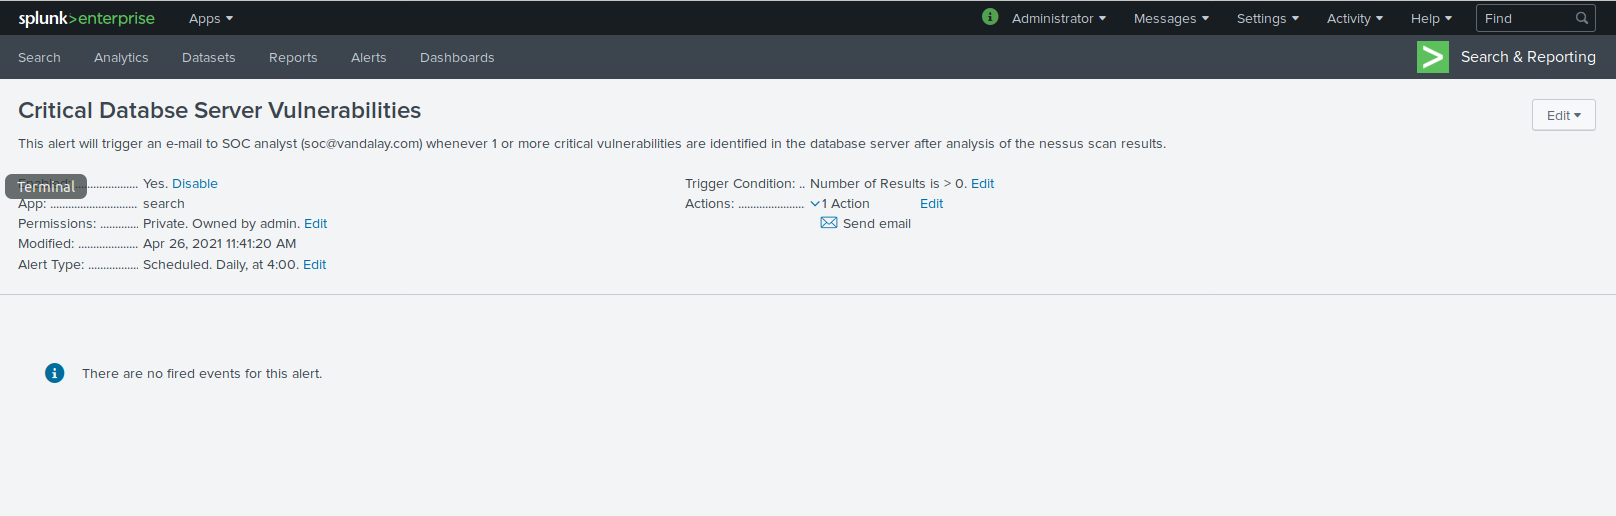 splunk>enterprise Apps Administrator Messages Settings Activity Help Find
Search Analytics Datasets Reports Alerts Dashboards Search & Reporting
Critical Databse Server Vulnerabilities
Edit
This alert will trigger an e-mail to SOC analyst (soc@vandalay.com) whenever 1 or more critical vulnerabilities are identified in the database server after analysis of the nessus scan results.
Enabled: ..................... Yes. Disable
Terminal
App: ............................. search
Permissions: ............. Private. Owned by admin. Edit
Modified: .................... Apr 26, 2021 11:41:20 AM
Alert Type: ................. Scheduled. Daily, at 4:00. Edit
Trigger Condition: .. Number of Results is > 0. Edit
Actions: ...................... 1 Action Edit
Send email
There are no fired events for this alert.